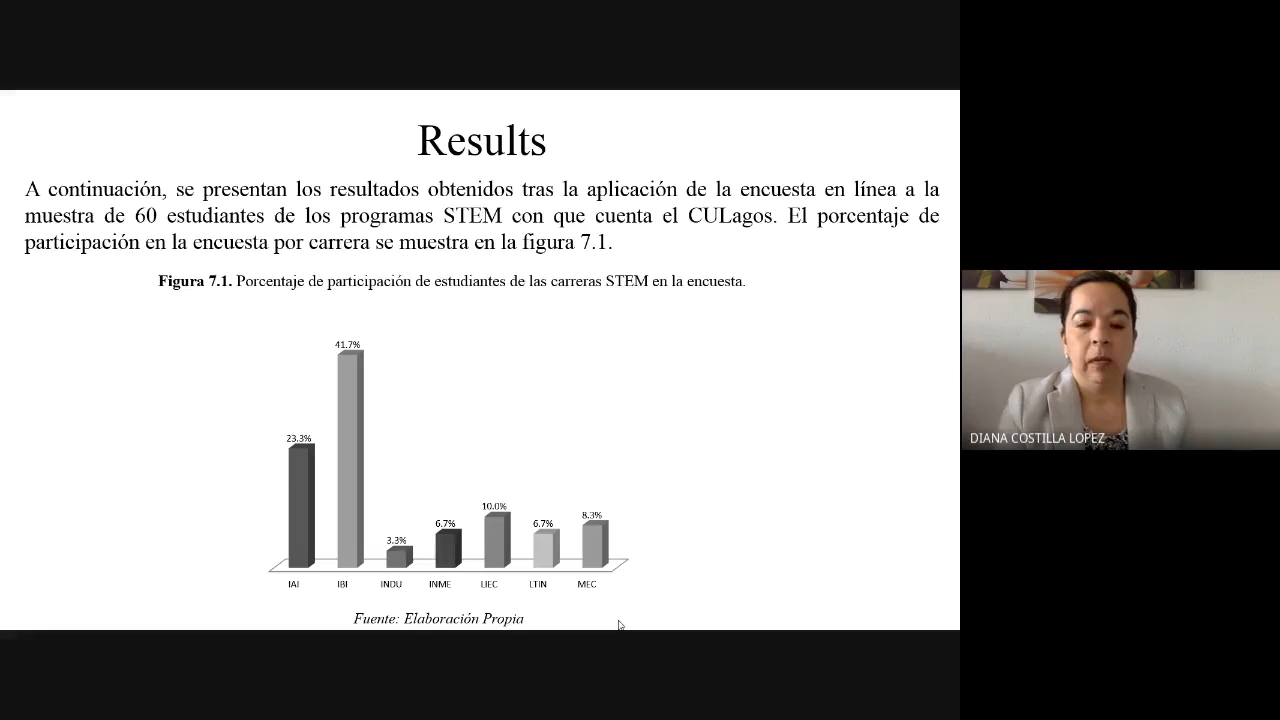 Results
A continuación, se presentan los resultados obtenidos tras la aplicación de la encuesta en línea a la
muestra de 60 estudiantes de los programas STEM con que cuenta el CULagos. El porcentaje de
participación en la encuesta por carrera se muestra en la figura 7.1.
Figura 7.1. Porcentaje de participación de estudiantes de las carreras STEM en la encuesta.
41.7%
23.3%
10.0%
8.3%
6.7%
6.7%
3.3%
IAI IBI INDU INME LIEC LTIN MEC
Fuente: Elaboración Propia
DIANA COSTILLA LOPEZ